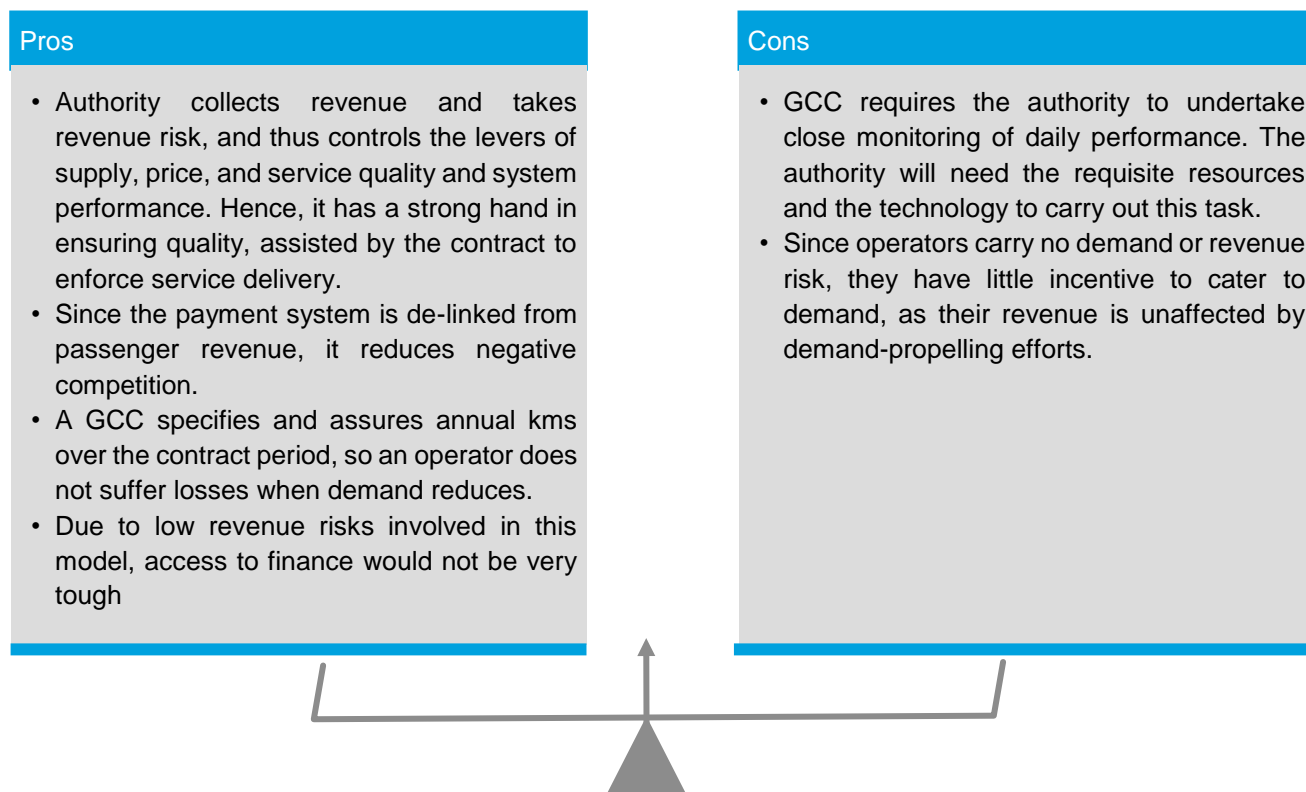 Pros
• Authority collects revenue and takes
revenue risk, and thus controls the levers of
supply, price, and service quality and system
performance. Hence, it has a strong hand in
ensuring quality, assisted by the contract to
enforce service delivery.
• Since the payment system is de-linked from
passenger revenue, it reduces negative
competition.
• A GCC specifies and assures annual kms
over the contract period, so an operator does
not suffer losses when demand reduces.
• Due to low revenue risks involved in this
model, access to finance would not be very
tough
Cons
• GCC requires the authority to undertake
close monitoring of daily performance. The
authority will need the requisite resources
and the technology to carry out this task.
• Since operators carry no demand or revenue
risk, they have little incentive to cater to
demand, as their revenue is unaffected by
demand-propelling efforts.